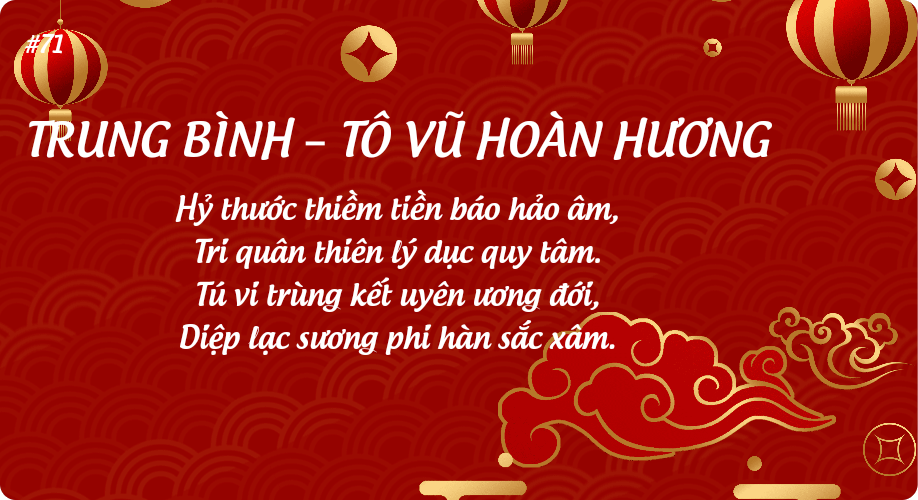 #71
TRUNG BÌNH – TÔ VŨ HOÀN HƯƠNG
Hỷ thước thiềm tiền báo hảo âm,
Tri quân thiên lý dục quy tâm.
Tú vi trùng kết uyên ương đới,
Diệp lạc sương phi hàn sắc xâm.